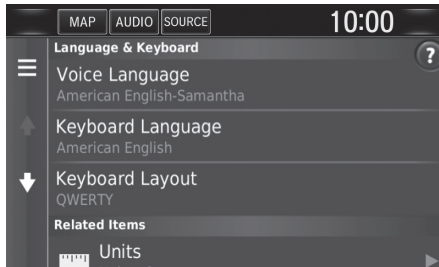 MAP AUDIO SOURCE 10:00
Language & Keyboard
?
Voice Language
American English-Samantha
Keyboard Language
American English
Keyboard Layout
QWERTY
Related Items
Units